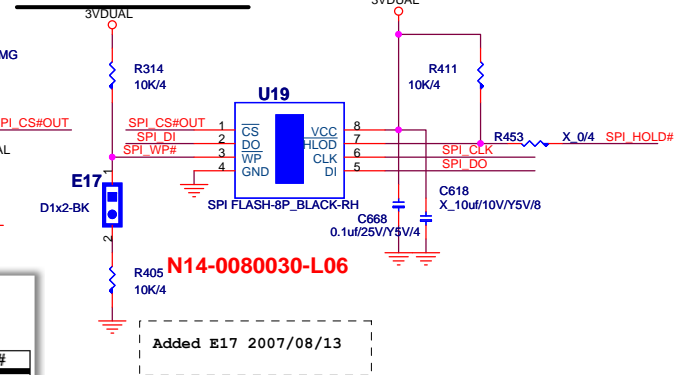 3VDUAL
3VDUAL
MG
R314
10K/4
R411
10K/4
U19
PI_CS#OUT
SPI_CS#OUT
1
CS
VCC
8
SPI_DI
2
DO
HLOD
7
R453
X_0/4
SPI_HOLD#
AL
SPI_WP#
3
WP
CLK
6
SPI_CLK
4
GND
DI
5
SPI_DO
1
E17
D1x2-BK
SPI FLASH-8P_BLACK-RH
C618
X_10uf/10V/Y5V/8
C668
0.1uf/25V/Y5V/4
2
R405
10K/4
N14-0080030-L06
Added E17 2007/08/13
#